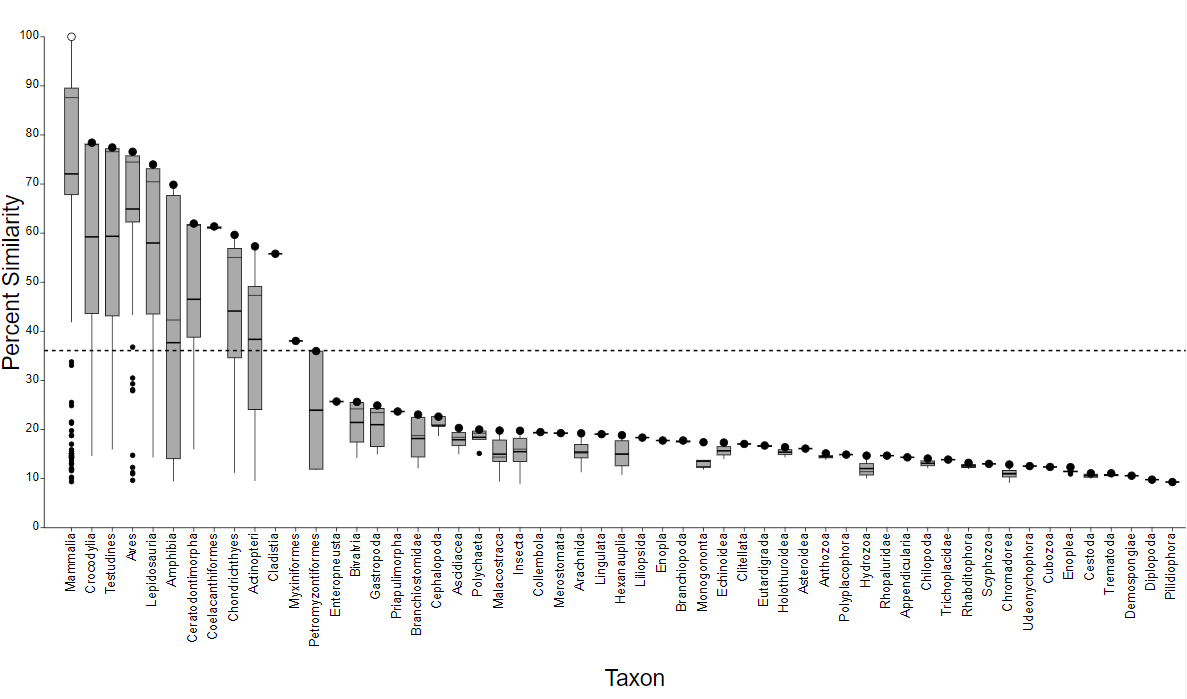 Percent Similarity
100
90
80
70
60
50
40
30
20
10
0
Mammalia
Crocodylia
Testudines
Aves
Lepidosauria
Amphibia
Ceratodontimorpha
Coelacanthiformes
Chondrichthyes
Actinopteri
Cladistia
Myxiniformes
Petromyzontiformes
Enteropneusta
Bivalvia
Gastropoda
Priapulimorpha
Branchiostomidae
Cephalopoda
Ascidiacea
Polychaeta
Malacostraca
Insecta
Collembola
Merostomata
Arachnida
Lingulata
Hexanauplia
Liliopsida
Enopla
Branchiopoda
Monogononta
Echinoidea
Clitellata
Eutardigrada
Holothuroidea
Asteroidea
Anthozoa
Polyplacophora
Hydrozoa
Rhopaluridae
Appendicularia
Chilopoda
Trichoplacidae
Rhabditophora
Scyphozoa
Chromadorea
Udeonychophora
Cubozoa
Enoplea
Cestoda
Trematoda
Demospongiae
Diplopoda
Pilidiophora
Taxon